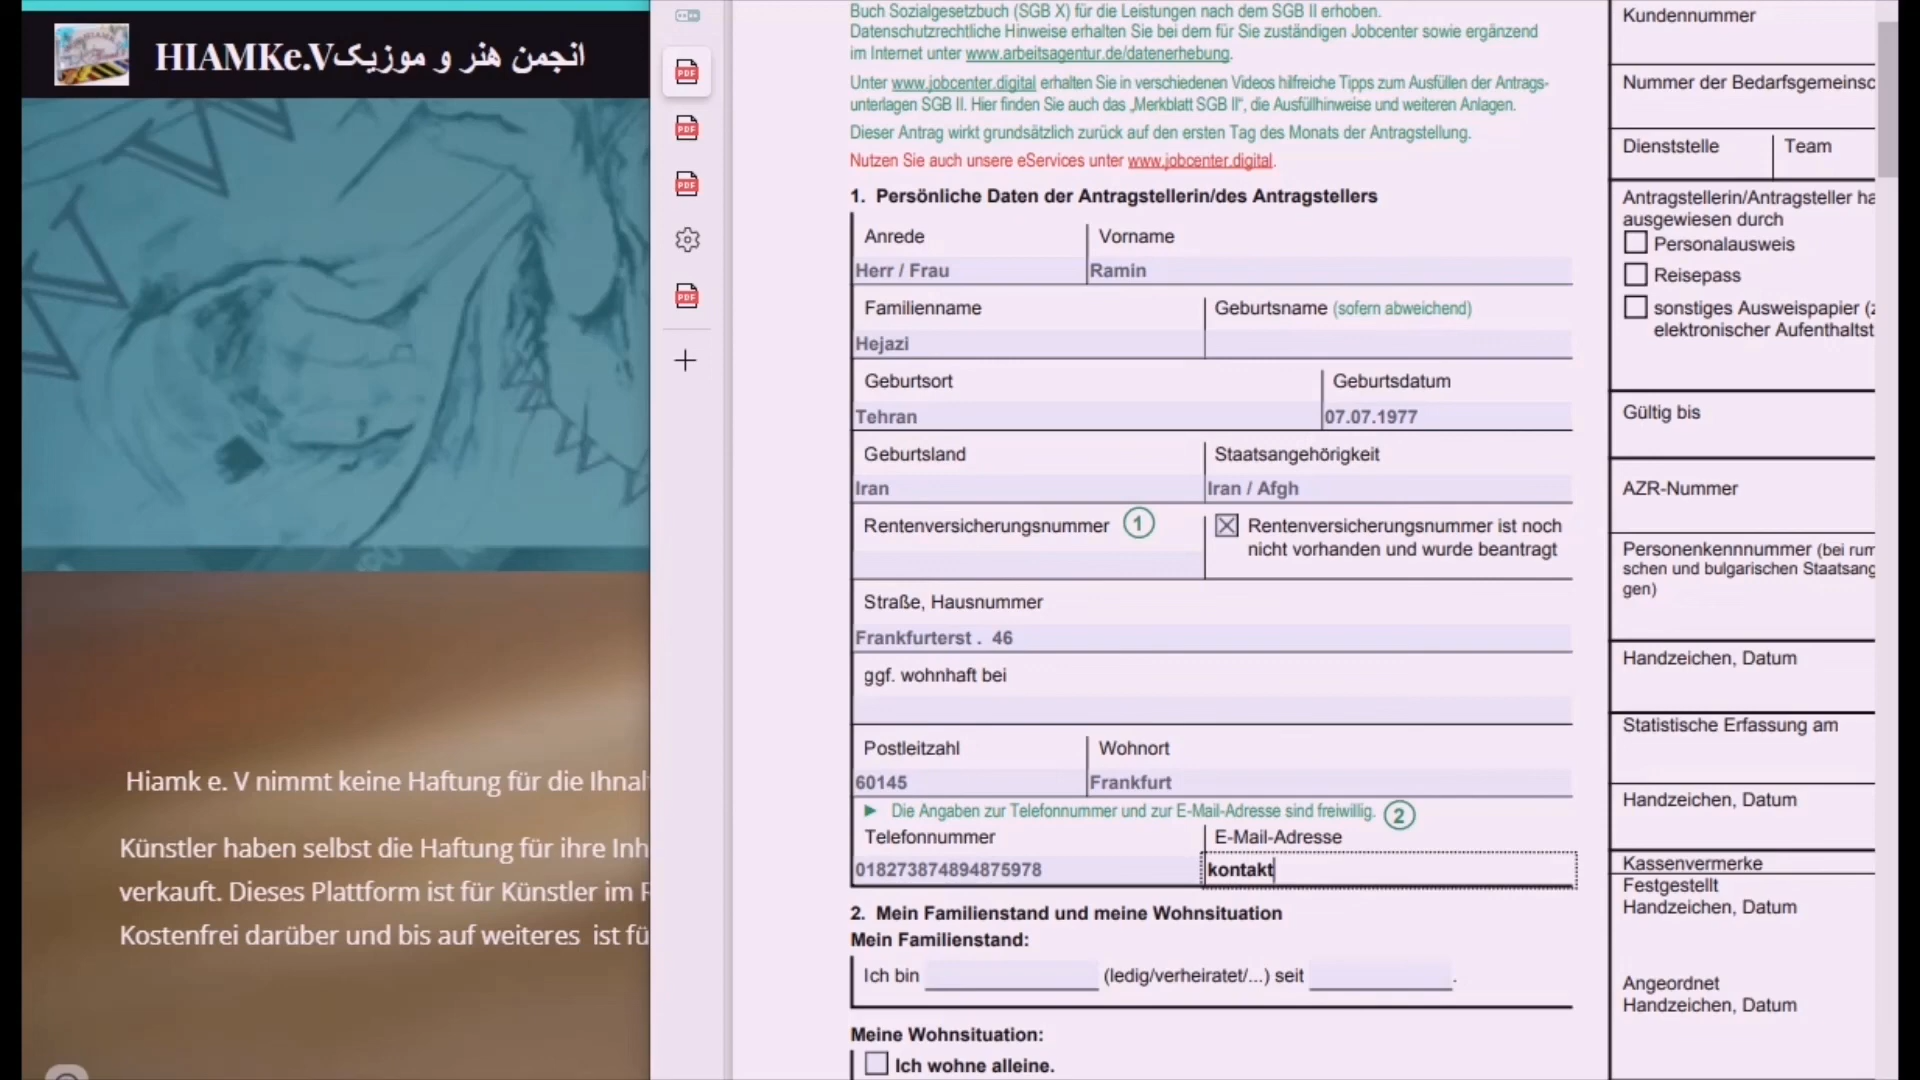 HIAMKe.Vانجمن هنر و موزیک
Hiamk e. V nimmt keine Haftung für die Ihnal
Künstler haben selbst die Haftung für ihre Inh
verkauft. Dieses Plattform ist für Künstler im F
Kostenfrei darüber und bis auf weiteres ist fü
Buch Sozialgesetzbuch (SGB X) für die Leistungen nach dem SGB II erhoben.
Datenschutzrechtliche Hinweise erhalten Sie bei dem für Sie zuständigen Jobcenter sowie ergänzend
im Internet unter www.arbeitsagentur.de/datenerhebung.
Unter www.jobcenter.digital erhalten Sie in verschiedenen Videos hilfreiche Tipps zum Ausfüllen der Antrags-
unterlagen SGB II. Hier finden Sie auch das „Merkblatt SGB II“, die Ausfüllhinweise und weiteren Anlagen.
Dieser Antrag wirkt grundsätzlich zurück auf den ersten Tag des Monats der Antragstellung.
Nutzen Sie auch unsere eServices unter www.jobcenter.digital.
1. Persönliche Daten der Antragstellerin/des Antragstellers
Anrede Vorname
Herr / Frau Ramin
Familienname Geburtsname (sofern abweichend)
Hejazi
Geburtsort Geburtsdatum
Tehran 07.07.1977
Geburtsland Staatsangehörigkeit
Iran Iran / Afgh
Rentenversicherungsnummer 1 Rentenversicherungsnummer ist noch
nicht vorhanden und wurde beantragt
Straße, Hausnummer
Frankfurterst . 46
ggf. wohnhaft bei
Postleitzahl Wohnort
60145 Frankfurt
Die Angaben zur Telefonnummer und zur E-Mail-Adresse sind freiwillig. 2
Telefonnummer E-Mail-Adresse
018273874894875978 kontakt
2. Mein Familienstand und meine Wohnsituation
Mein Familienstand:
Ich bin (ledig/verheiratet/...) seit .
Meine Wohnsituation:
Ich wohne alleine.
Kundennummer
Nummer der Bedarfsgemeinsc
Dienststelle Team
Antragstellerin/Antragsteller ha
ausgewiesen durch
Personalausweis
Reisepass
sonstiges Ausweispapier (z
elektronischer Aufenthaltst
Gültig bis
AZR-Nummer
Personenkennnummer (bei rum
schen und bulgarischen Staatsang
gen)
Handzeichen, Datum
Statistische Erfassung am
Handzeichen, Datum
Kassenvermerke
Festgestellt
Handzeichen, Datum
Angeordnet
Handzeichen, Datum
PDF
PDF
PDF
PDF